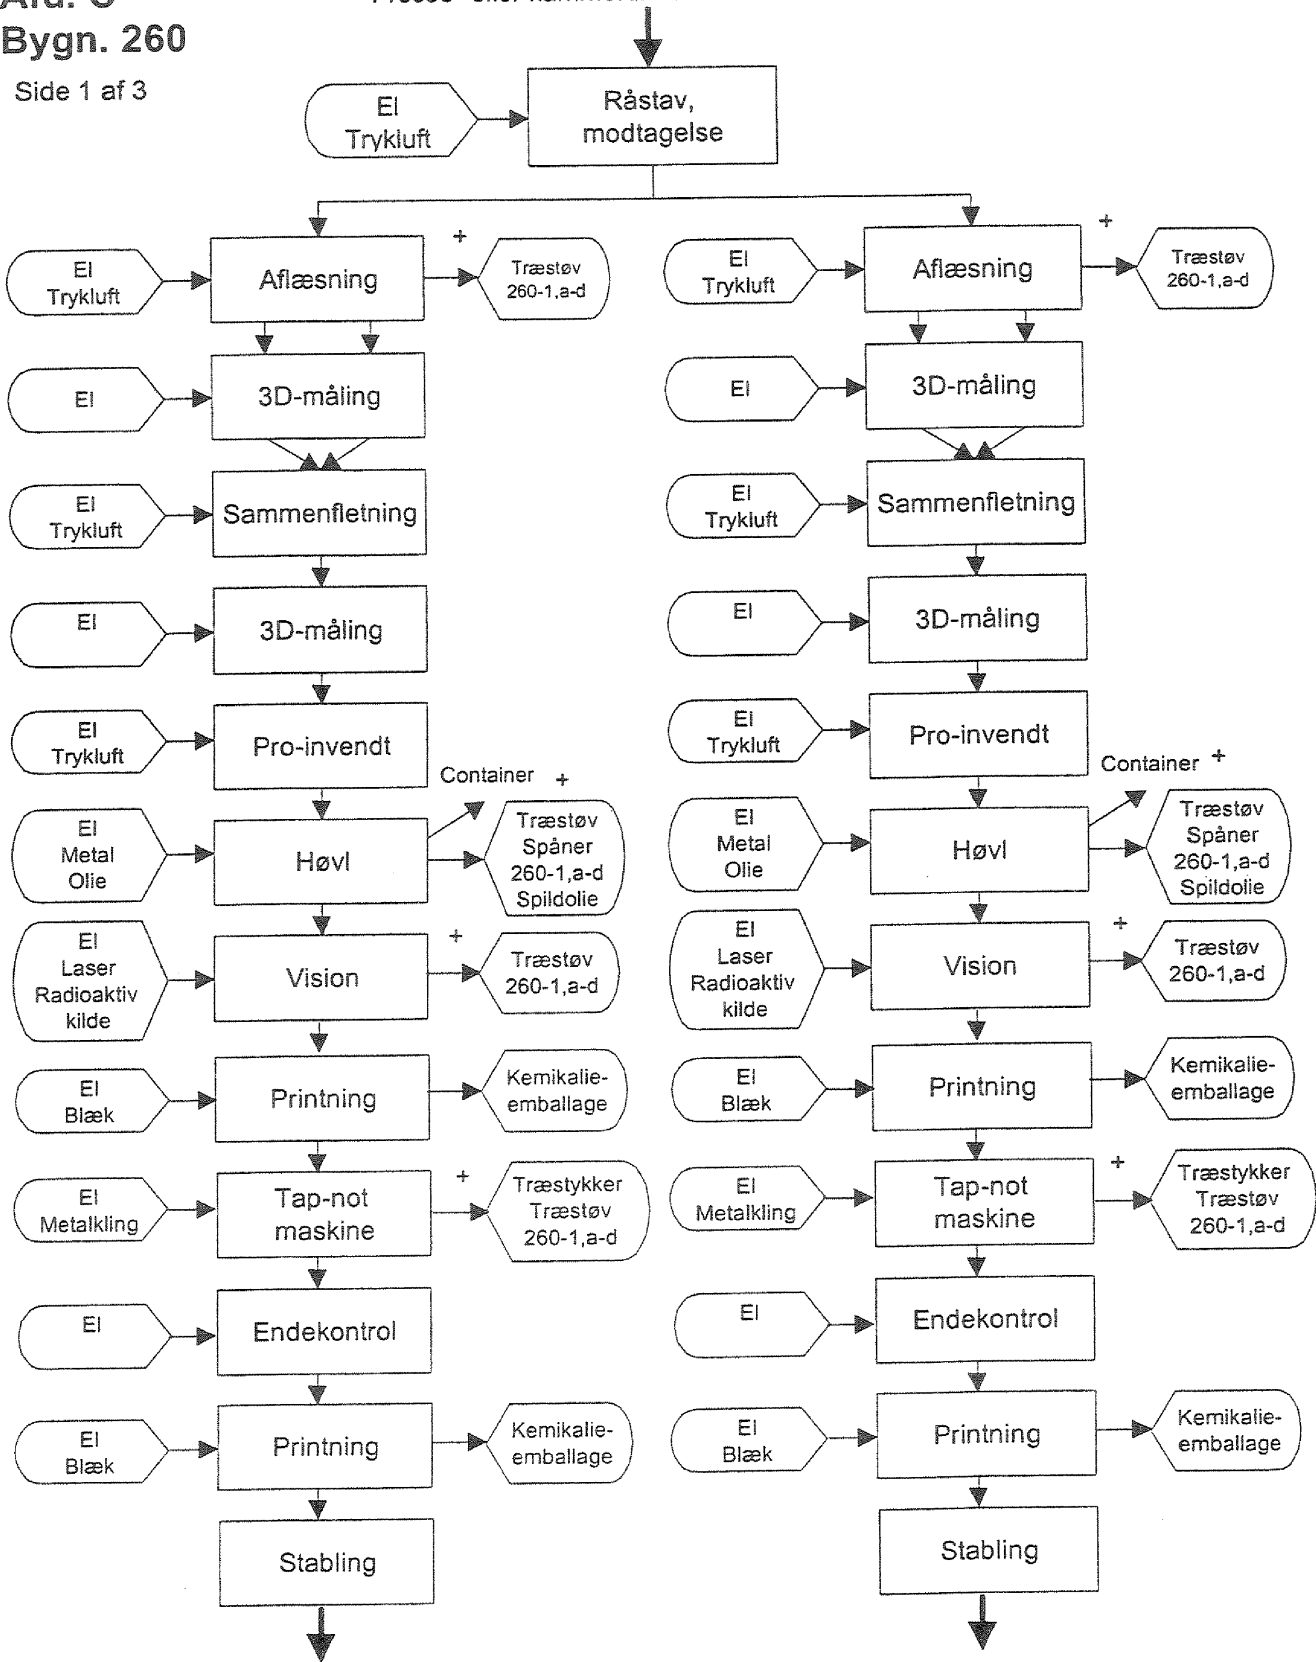 Bygn. 260
Side 1 af 3
Råstav,
modtagelse
El
Trykluft
El
Trykluft
Aflæsning
+
Træstøv
260-1,a-d
El
3D-måling
El
Trykluft
Sammenfletning
El
3D-måling
El
Trykluft
Pro-invendt
Container +
El
Metal
Olie
Høvl
Træstøv
Spåner
260-1,a-d
Spildolie
El
Laser
Radioaktiv
kilde
Vision
+
Træstøv
260-1,a-d
El
Blæk
Printning
Kemikalie-
emballage
El
Metalkling
Tap-not
maskine
+
Træstykker
Træstøv
260-1,a-d
El
Endekontrol
El
Blæk
Printning
Kemikalie-
emballage
Stabling
El
Trykluft
Aflæsning
+
Træstøv
260-1,a-d
El
3D-måling
El
Trykluft
Sammenfletning
El
3D-måling
El
Trykluft
Pro-invendt
Container +
El
Metal
Olie
Høvl
Træstøv
Spåner
260-1,a-d
Spildolie
El
Laser
Radioaktiv
kilde
Vision
+
Træstøv
260-1,a-d
El
Blæk
Printning
Kemikalie-
emballage
El
Metalkling
Tap-not
maskine
+
Træstykker
Træstøv
260-1,a-d
El
Endekontrol
El
Blæk
Printning
Kemikalie-
emballage
Stabling